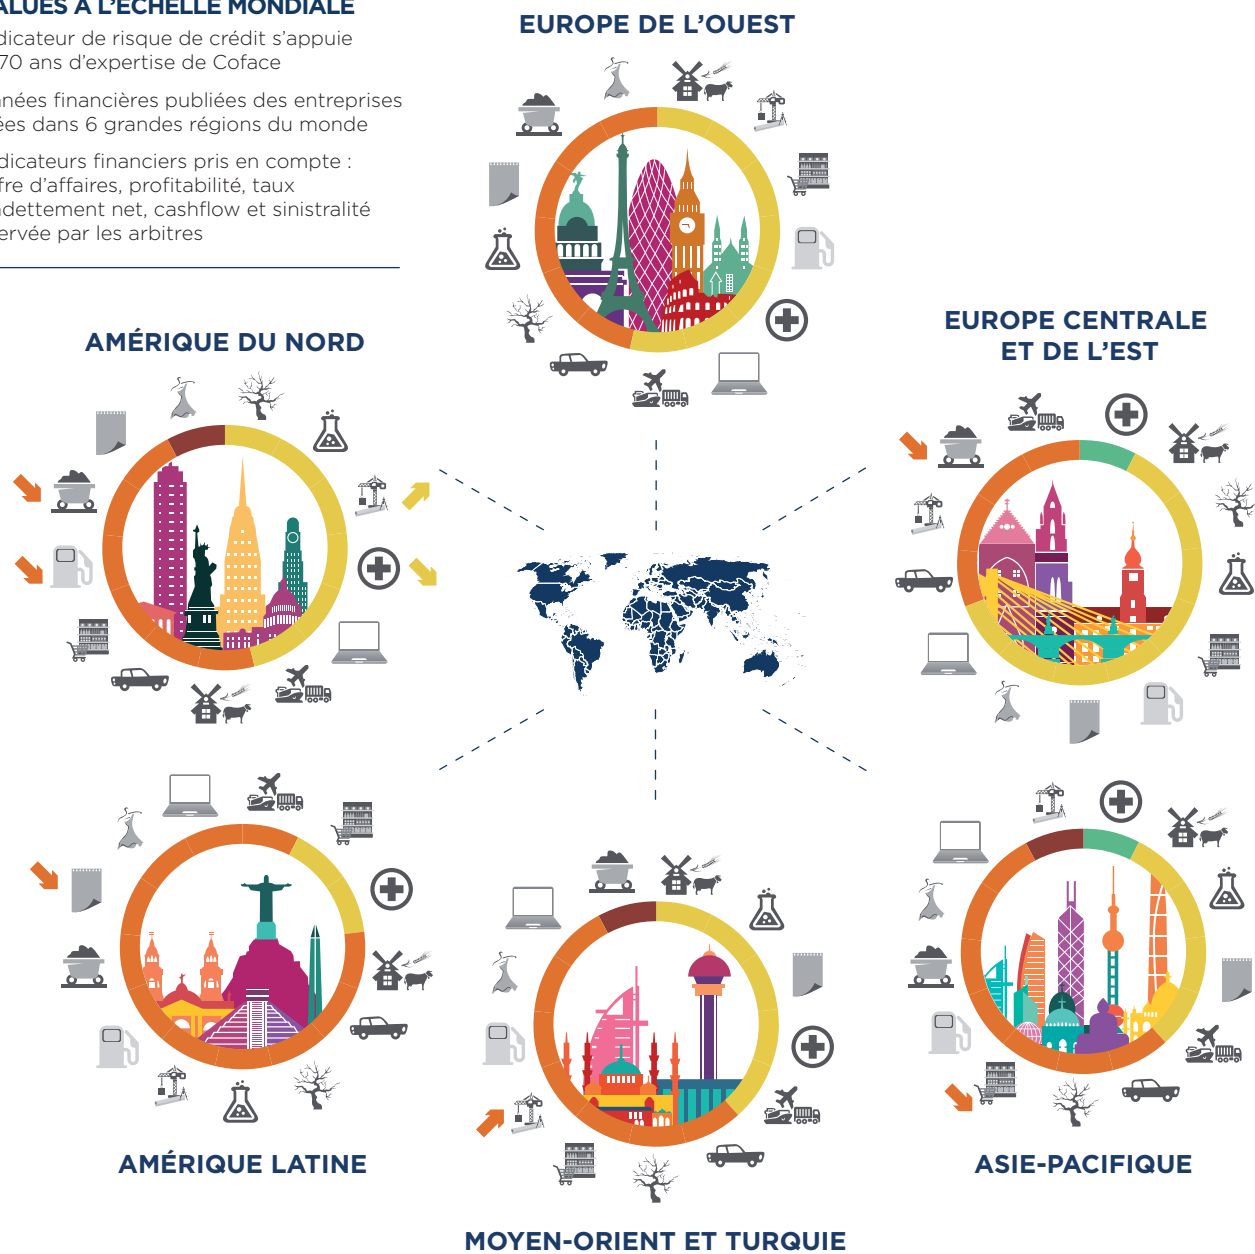 ALUÉS À L'ÉCHELLE MONDIALE
dicateur de risque de crédit s'appuie
70 ans d'expertise de Coface
nées financières publiées des entreprises
ées dans 6 grandes régions du monde
dicateurs financiers pris en compte :
fre d'affaires, profitabilité, taux
ndettement net, cashflow et sinistralité
ervée par les arbitres
EUROPE DE L'OUEST
AMÉRIQUE DU NORD
EUROPE CENTRALE
ET DE L'EST
AMÉRIQUE LATINE
ASIE-PACIFIQUE
MOYEN-ORIENT ET TURQUIE